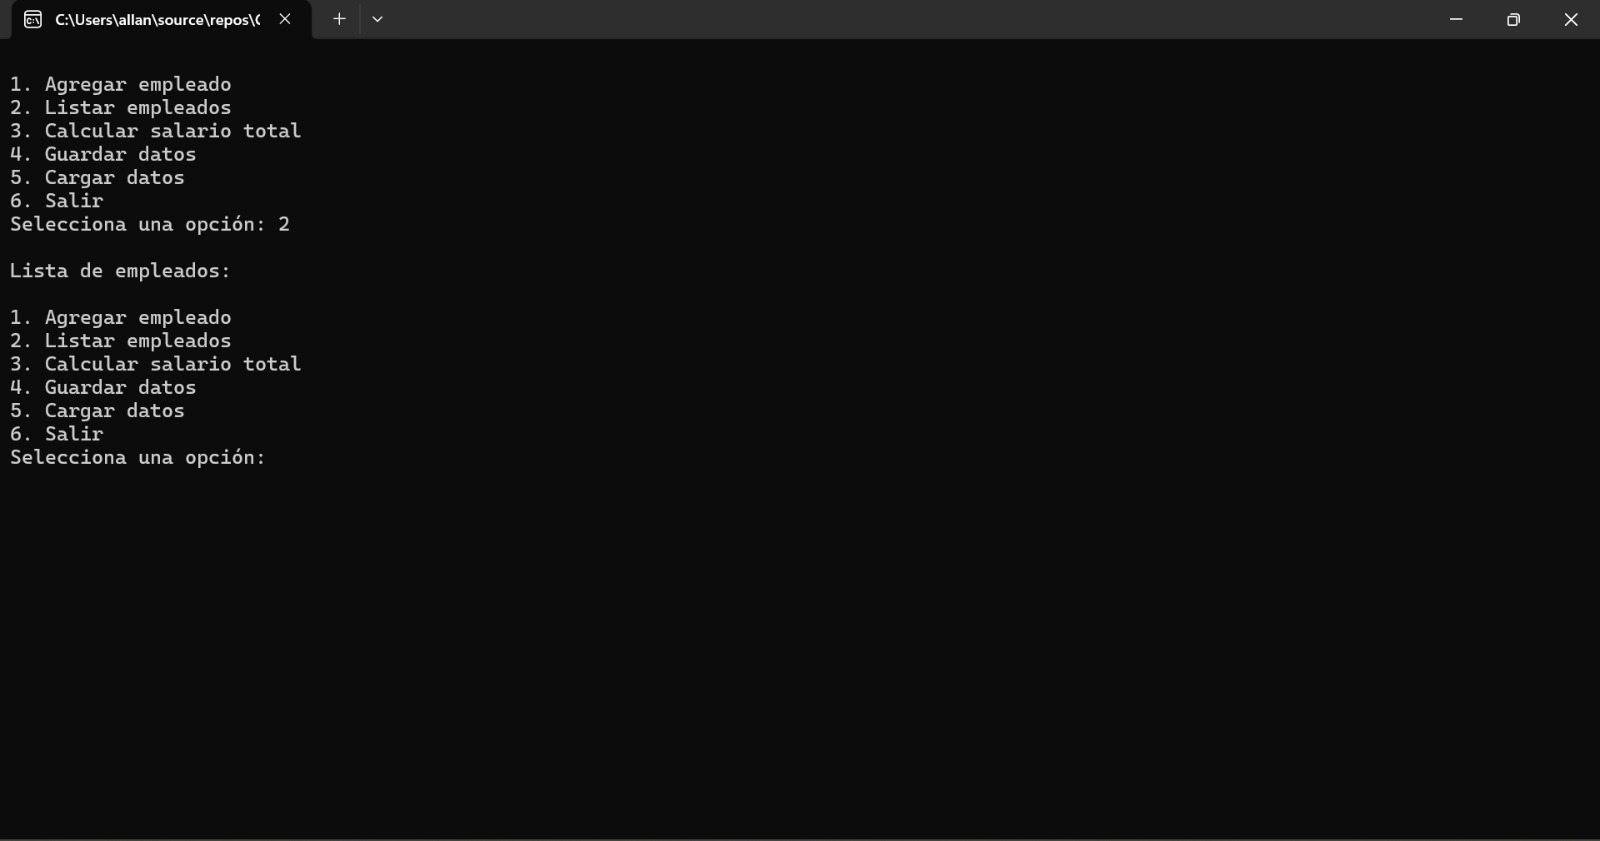 C:\Users\allan\source\repos\C
1. Agregar empleado
2. Listar empleados
3. Calcular salario total
4. Guardar datos
5. Cargar datos
6. Salir
Selecciona una opción: 2
Lista de empleados:
1. Agregar empleado
2. Listar empleados
3. Calcular salario total
4. Guardar datos
5. Cargar datos
6. Salir
Selecciona una opción: